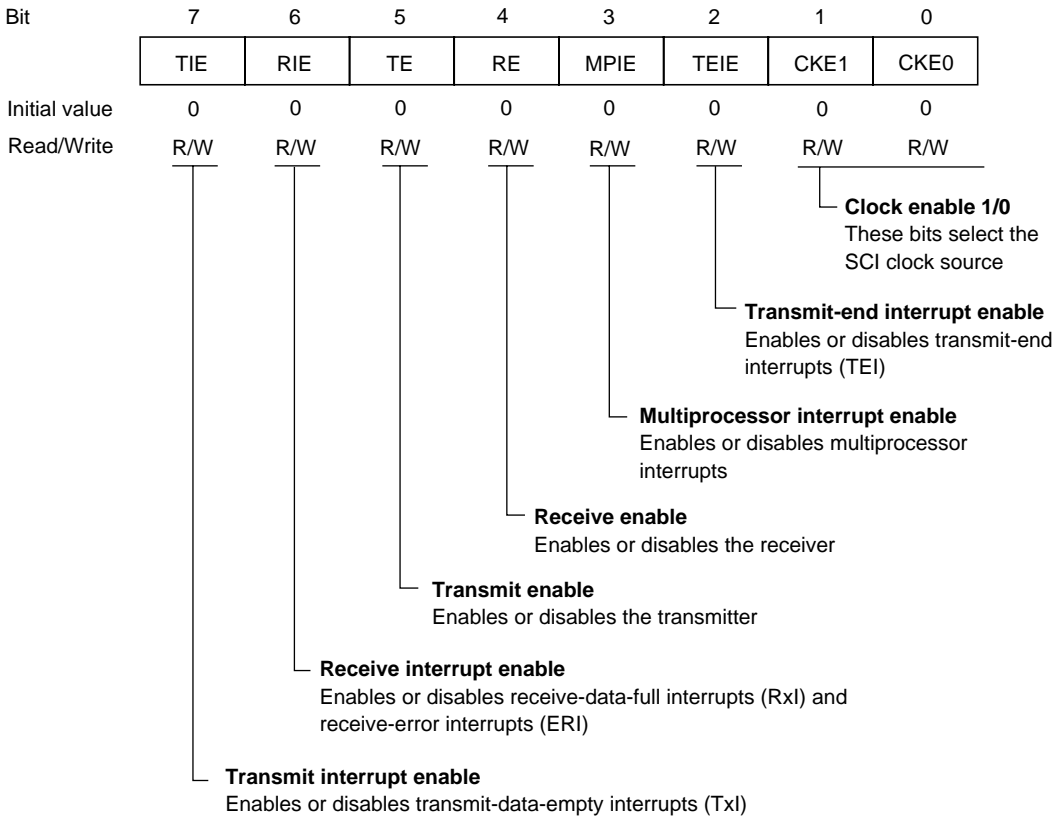 Bit 7 6 5 4 3 2 1 0
TIE RIE TE RE MPIE TEIE CKE1 CKE0
Initial value 0 0 0 0 0 0 0 0
Read/Write R/W R/W R/W R/W R/W R/W R/W R/W
Clock enable 1/0
These bits select the
SCI clock source
Transmit-end interrupt enable
Enables or disables transmit-end
interrupts (TEI)
Multiprocessor interrupt enable
Enables or disables multiprocessor
interrupts
Receive enable
Enables or disables the receiver
Transmit enable
Enables or disables the transmitter
Receive interrupt enable
Enables or disables receive-data-full interrupts (RxI) and
receive-error interrupts (ERI)
Transmit interrupt enable
Enables or disables transmit-data-empty interrupts (TxI)